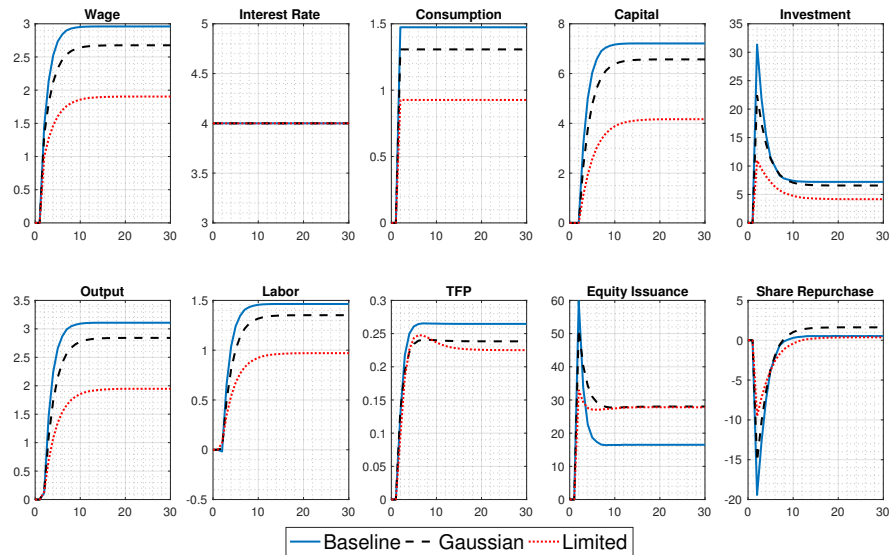 Wage Interest Rate Consumption Capital Investment
3 5 1.5 35
2.5 4.5 8 30
2 1 6 25
1.5 4 4 20
1 3.5 0.5 2 15
0.5 10
0 3 0 0 5
0
0 10 20 30 0 10 20 30 0 10 20 30 0 10 20 30 0 10 20 30
Output Labor TFP Equity Issuance Share Repurchase
3.5 1.5 0.3 60 5
3 0.25 50 0
2.5 1 0.2 40 -5
2 0.5 0.15 30 -10
1.5 0 0.1 20 -15
1 0.05 10
0.5
0 -0.5 0 0 -20
0 10 20 30 0 10 20 30 0 10 20 30 0 10 20 30 0 10 20 30
Baseline Gaussian Limited